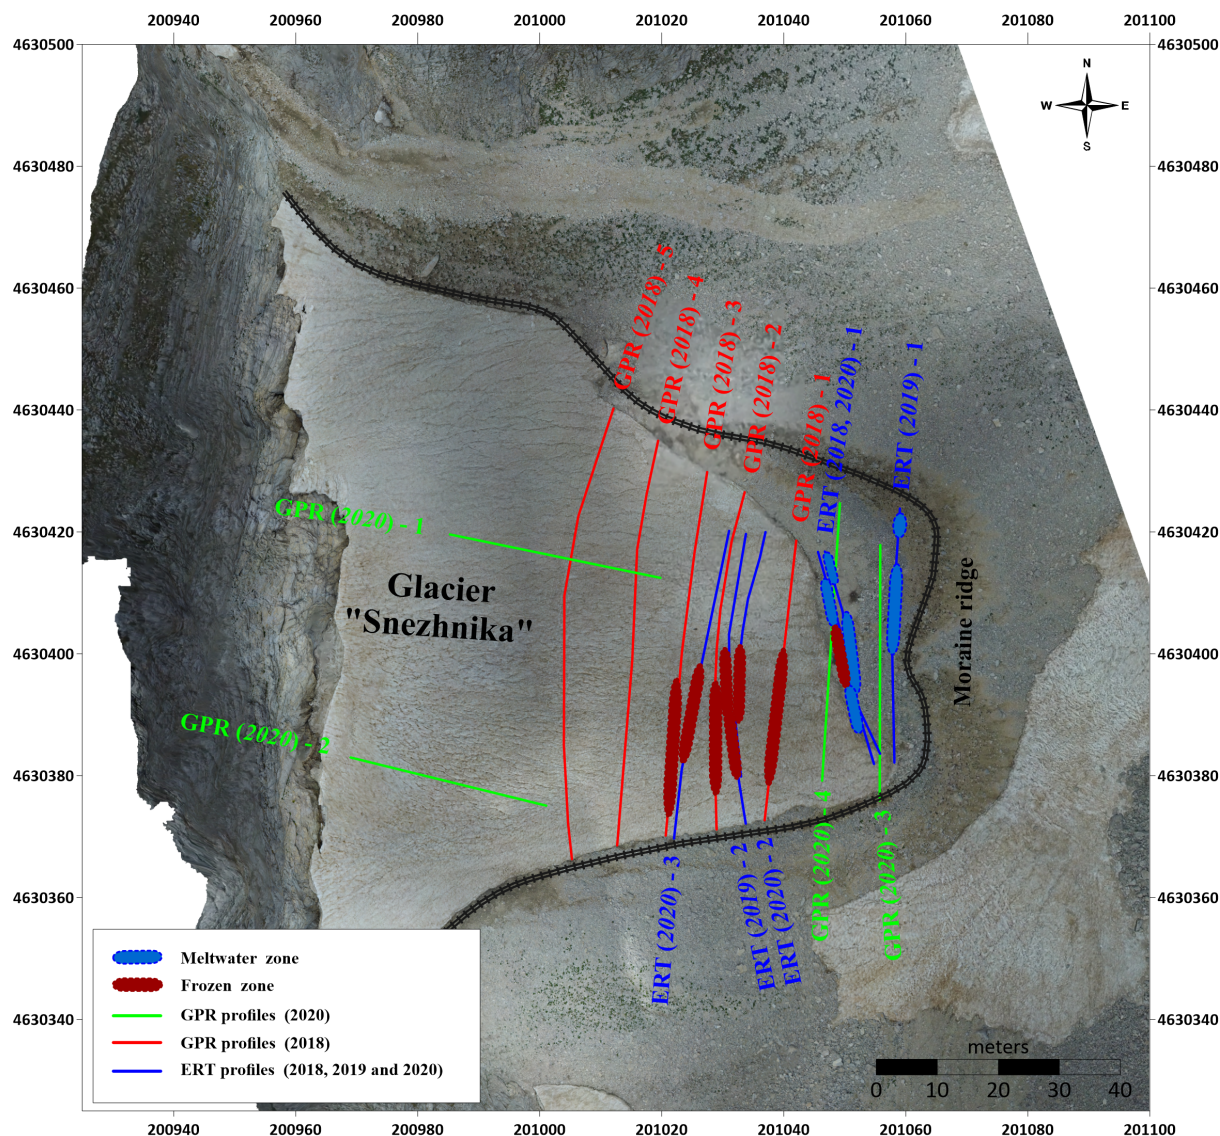 200940 200960 200980 201000 201020 201040 201060 201080 201100
4630500 4630500
N
W E
S
4630480 4630480
4630460 4630460
GPR (2018) - 5
GPR (2018) - 4
GPR (2018) - 3
GPR (2018) - 2
GPR (2018) - 1
ERT (2018, 2020) - 1
ERT (2019) - 1
4630440 4630440
4630420 4630420
GPR (2020) - 1
Glacier
"Snezhnika"
Moraine ridge
4630400 4630400
GPR (2020) - 2
4630380 4630380
ERT (2020) - 3
ERT (2019) - 2
ERT (2020) - 2
GPR (2020) - 4
GPR (2020) - 3
4630360 4630360
Meltwater zone
Frozen zone
GPR profiles (2020)
GPR profiles (2018)
ERT profiles (2018, 2019 and 2020)
4630340 4630340
meters
0 10 20 30 40
200940 200960 200980 201000 201020 201040 201060 201080 201100